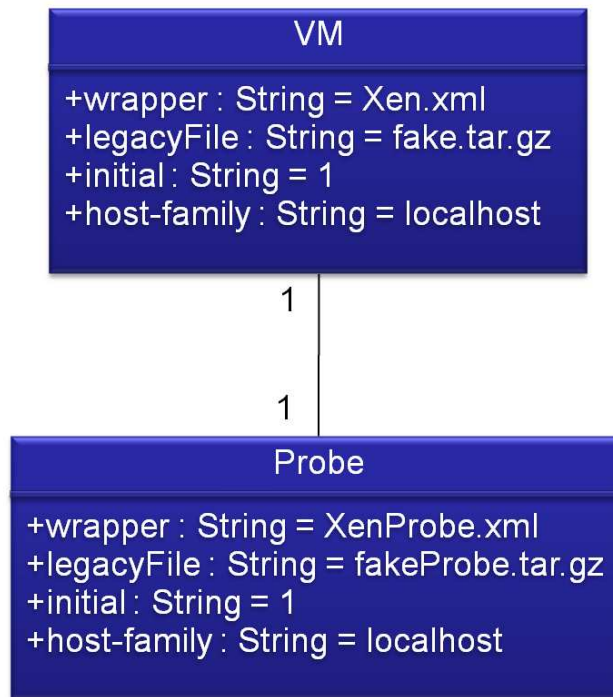 VM
+wrapper : String = Xen.xml
+legacyFile : String = fake.tar.gz
+initial : String = 1
+host-family : String = localhost
1
1
Probe
+wrapper : String = XenProbe.xml
+legacyFile : String = fakeProbe.tar.gz
+initial : String = 1
+host-family : String = localhost